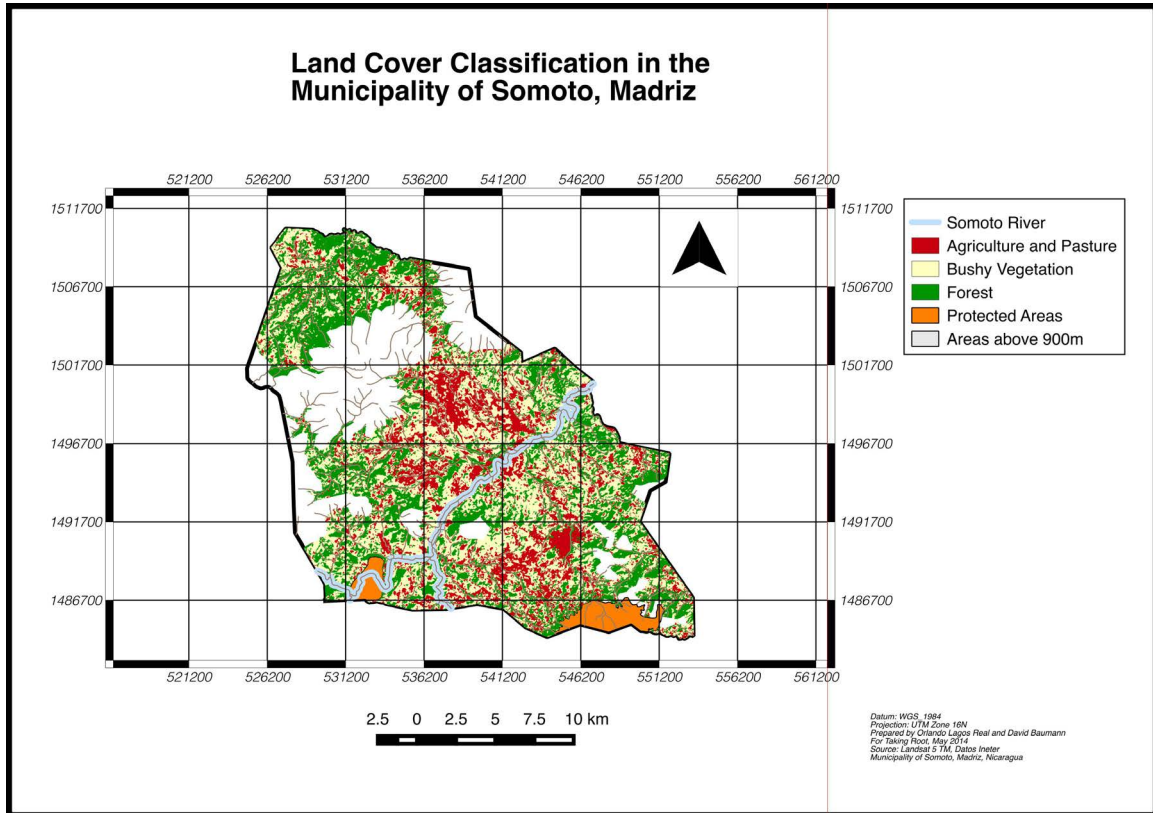 Land Cover Classification in the
Municipality of Somoto, Madriz
521200 526200 531200 536200 541200 546200 551200 556200 561200
1511700 1511700
1506700 1506700
1501700 1501700
1496700 1496700
1491700 1491700
1486700 1486700
521200 526200 531200 536200 541200 546200 551200 556200 561200
Somoto River
Agriculture and Pasture
Bushy Vegetation
Forest
Protected Areas
Areas above 900m
2.5 0 2.5 5 7.5 10 km
Datum: WGS_1984
Projection: UTM Zone 16N
Prepared by Orlando Lagos Real and David Baumann
For Taking Root, May 2014
Source: Landsat 5 TM, Datos Ineter
Municipality of Somoto, Madriz, Nicaragua